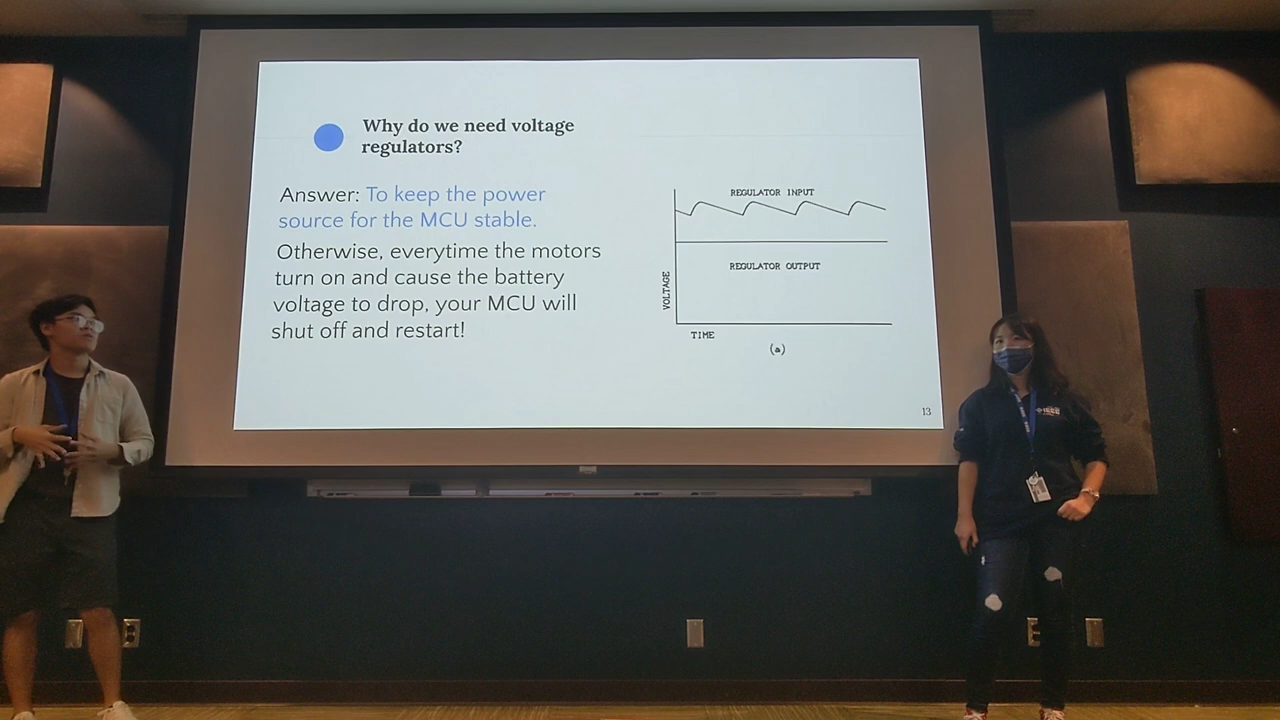 Why do we need voltage
regulators?
Answer: To keep the power
source for the MCU stable.
Otherwise, everytime the motors
turn on and cause the battery
voltage to drop, your MCU will
shut off and restart!
REGULATOR INPUT
REGULATOR OUTPUT
VOLTAGE
TIME
(a)
13
IEEE